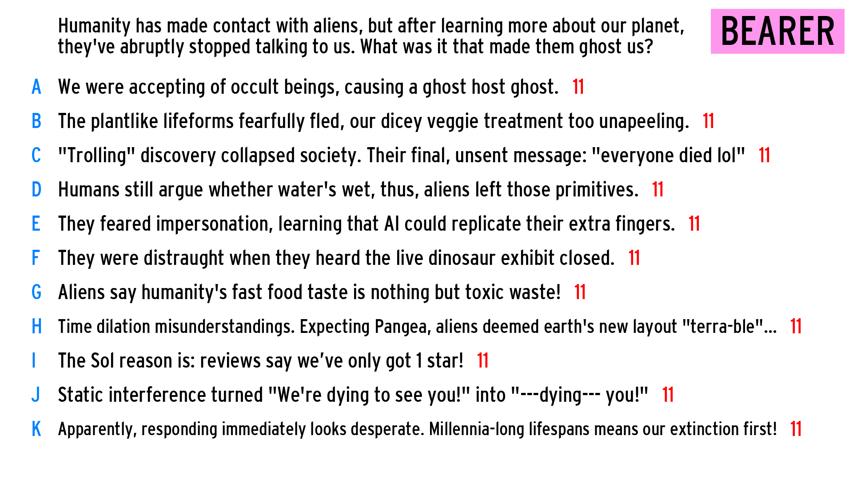 Humanity has made contact with aliens, but after learning more about our planet,
they've abruptly stopped talking to us. What was it that made them ghost us?
BEARER
A We were accepting of occult beings, causing a ghost host ghost. 11
B The plantlike lifeforms fearfully fled, our dicey veggie treatment too unapeeling. 11
C "Trolling" discovery collapsed society. Their final, unsent message: "everyone died lol" 11
D Humans still argue whether water's wet, thus, aliens left those primitives. 11
E They feared impersonation, learning that AI could replicate their extra fingers. 11
F They were distraught when they heard the live dinosaur exhibit closed. 11
G Aliens say humanity's fast food taste is nothing but toxic waste! 11
H Time dilation misunderstandings. Expecting Pangea, aliens deemed earth's new layout "terra-ble"... 11
I The Sol reason is: reviews say we’ve only got 1 star! 11
J Static interference turned "We're dying to see you!" into "---dying--- you!" 11
K Apparently, responding immediately looks desperate. Millennia-long lifespans means our extinction first! 11